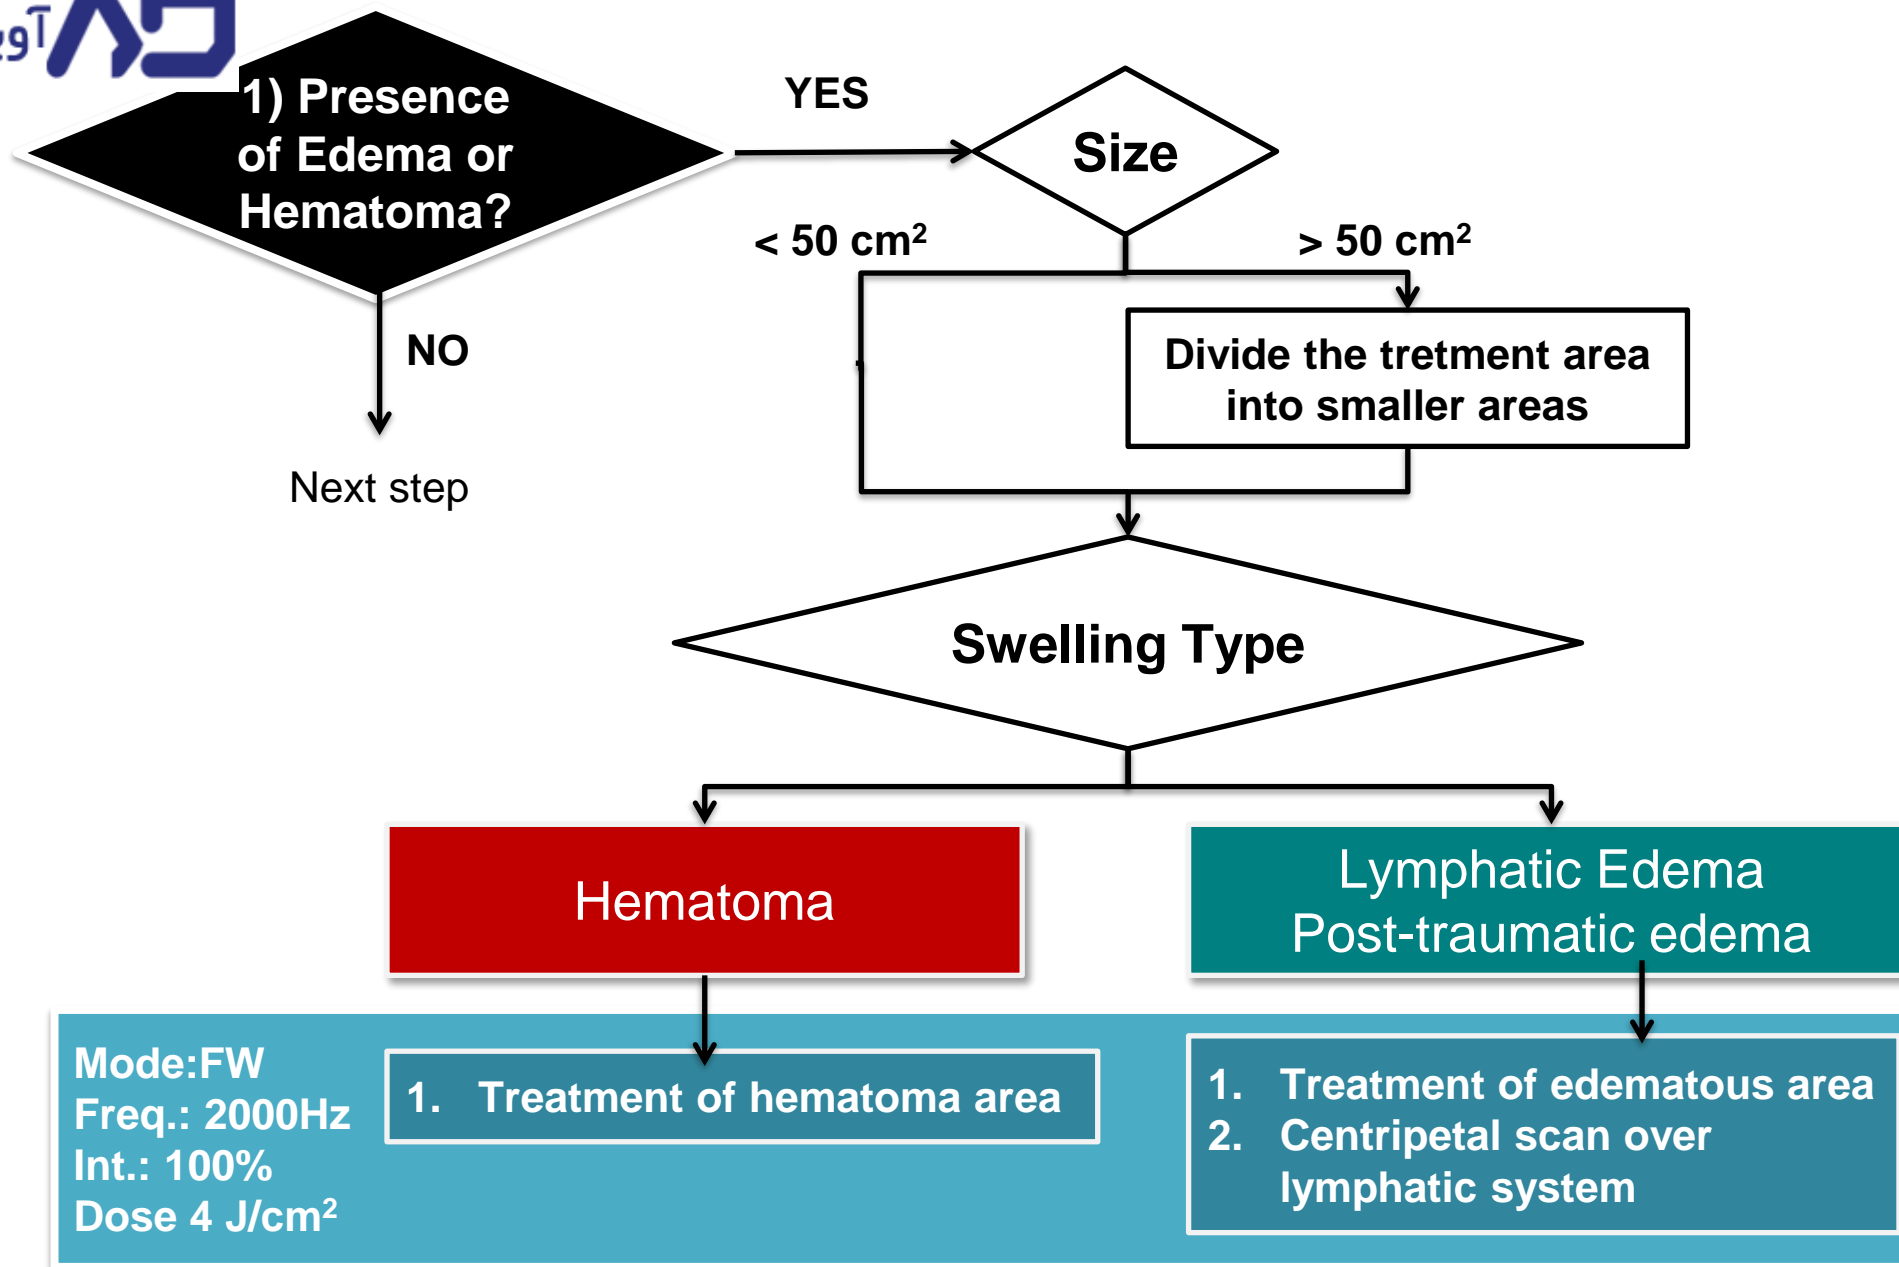 1) Presence
of Edema or
Hematoma?
YES
Size
< 50 cm²
> 50 cm²
NO
Divide the tretment area
into smaller areas
Next step
Swelling Type
Hematoma
Lymphatic Edema
Post-traumatic edema
Mode:FW
Freq.: 2000Hz
Int.: 100%
Dose 4 J/cm²
1. Treatment of hematoma area
1. Treatment of edematous area
2. Centripetal scan over
lymphatic system